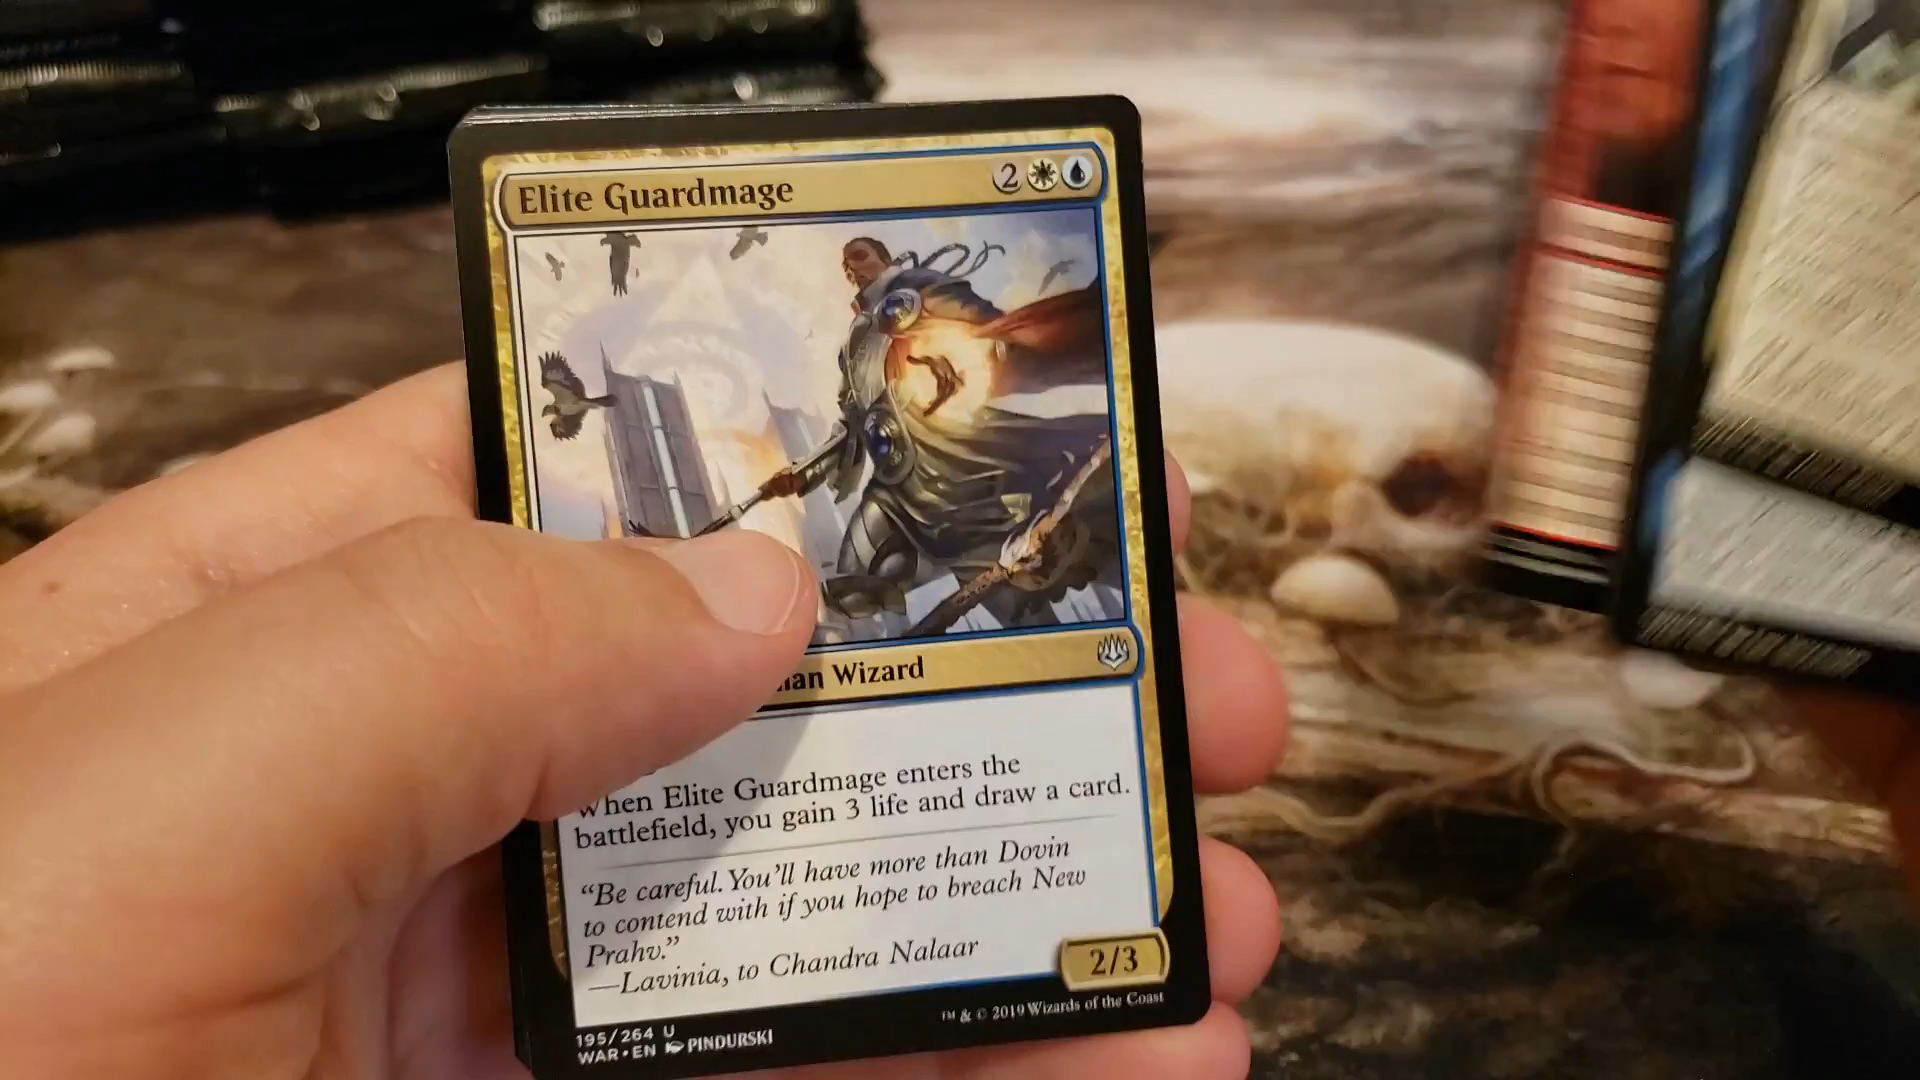 Elite Guardmage 2
Wizard
When Elite Guardmage enters the
battlefield, you gain 3 life and draw a card.
“Be careful. You’ll have more than Dovin
to contend with if you hope to breach New
Prahv.”
—Lavinia, to Chandra Nalaar
2/3
195/264 U
WAR • EN PINDURSKI
™ & © 2019 Wizards of the Coast